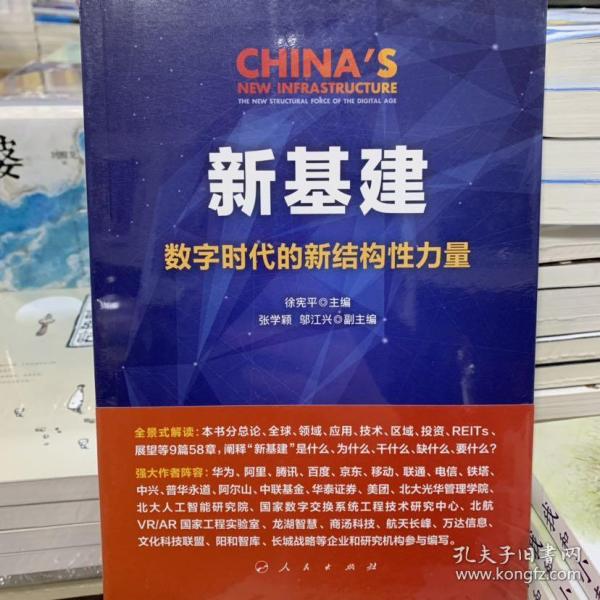 CHINA'S
NEW INFRASTRUCTURE
THE NEW STRUCTURAL FORCE OF THE DIGITAL AGE
新基建
数字时代的新结构性力量
徐宪平◎主编
张学颖 邬江兴◎副主编
全景式解读：本书分总论、全球、领域、应用、技术、区域、投资、REITs、
展望等9篇58章，阐释“新基建”是什么、为什么、干什么、缺什么、要什么？
强大作者阵容：华为、阿里、腾讯、百度、京东、移动、联通、电信、铁塔、
中兴、普华永道、阿尔山、中联基金、华泰证券、美团、北大光华管理学院、
北大人工智能研究院、国家数字交换系统工程技术研究中心、北航
VR/AR 国家工程实验室、龙湖智慧、商汤科技、航天长峰、万达信息、
文化科技联盟、阳和智库、长城战略等企业和研究机构参与编写。
人民出版社
孔夫子旧书网
www.kongfz.com